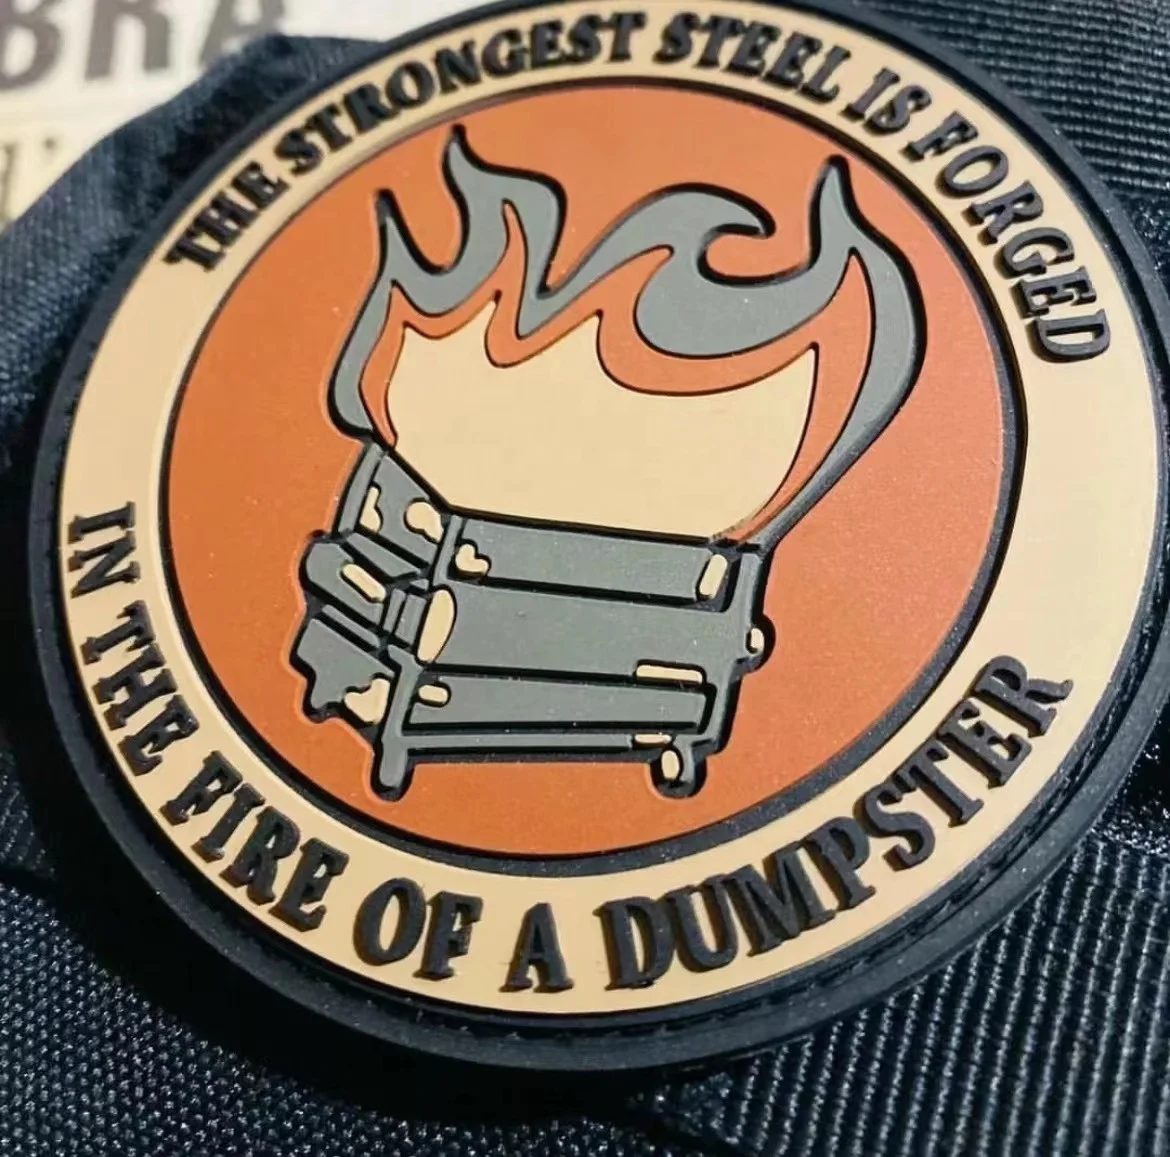 THE STRONGEST STEEL IS FORGED
IN THE FIRE OF A DUMPSTER